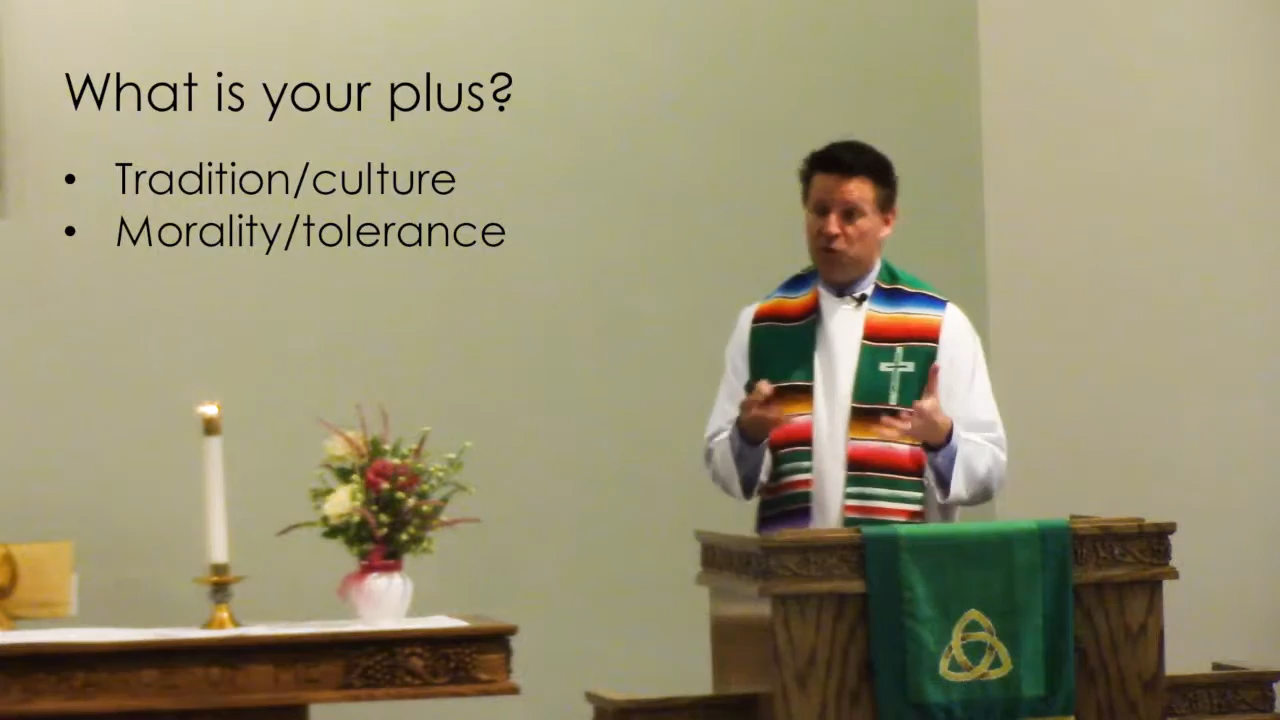 What is your plus?
• Tradition/culture
• Morality/tolerance